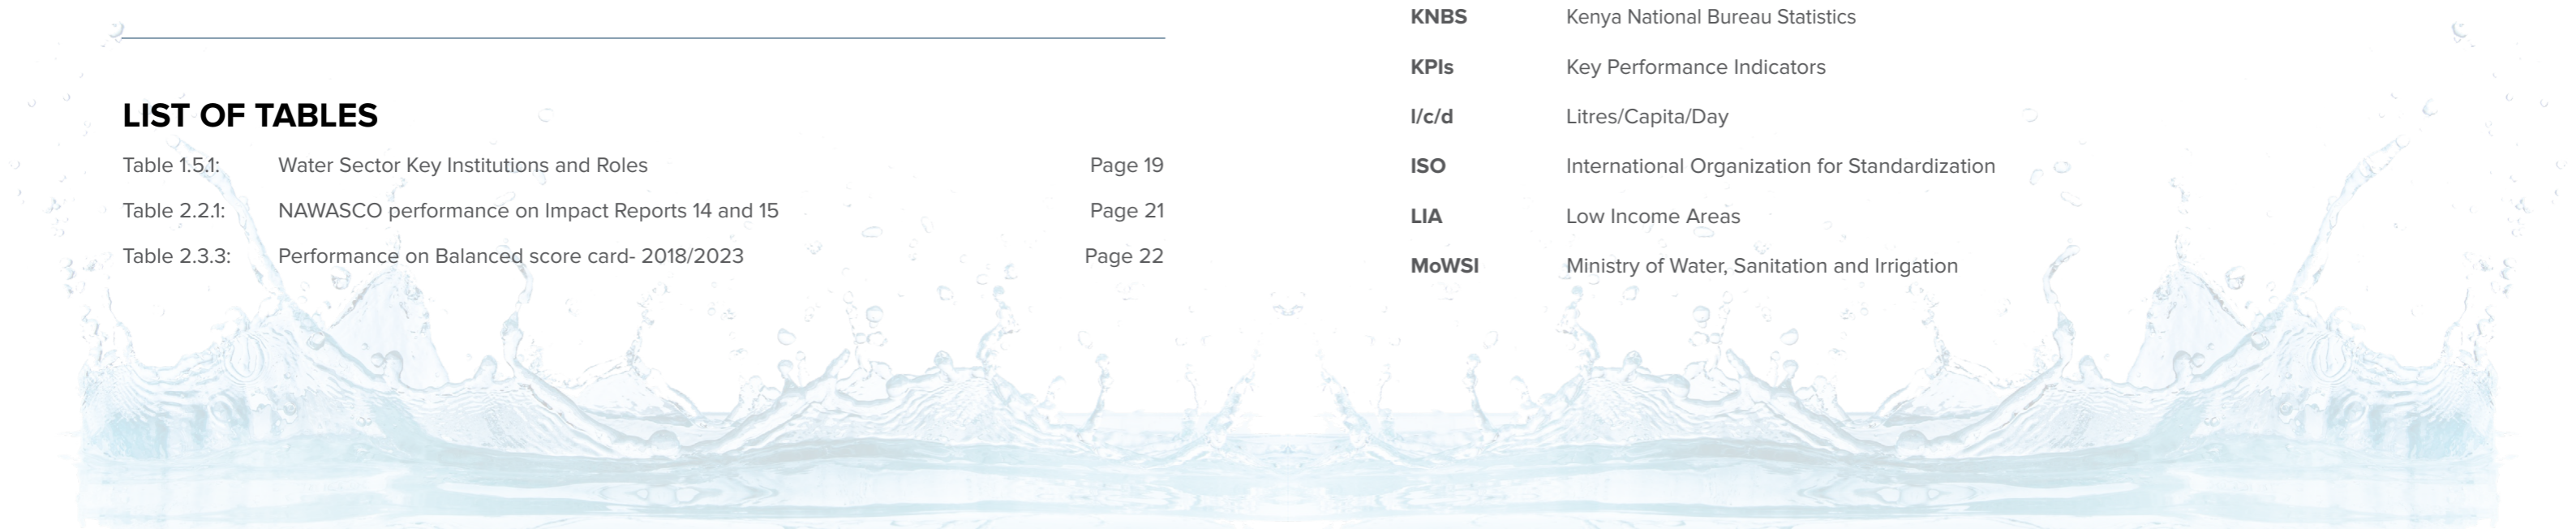 LIST OF TABLES
Table 1.5.1: Water Sector Key Institutions and Roles Page 19
Table 2.2.1: NAWASCO performance on Impact Reports 14 and 15 Page 21
Table 2.3.3: Performance on Balanced score card- 2018/2023 Page 22
KNBS Kenya National Bureau Statistics
KPIs Key Performance Indicators
l/c/d Litres/Capita/Day
ISO International Organization for Standardization
LIA Low Income Areas
MoWSI Ministry of Water, Sanitation and Irrigation